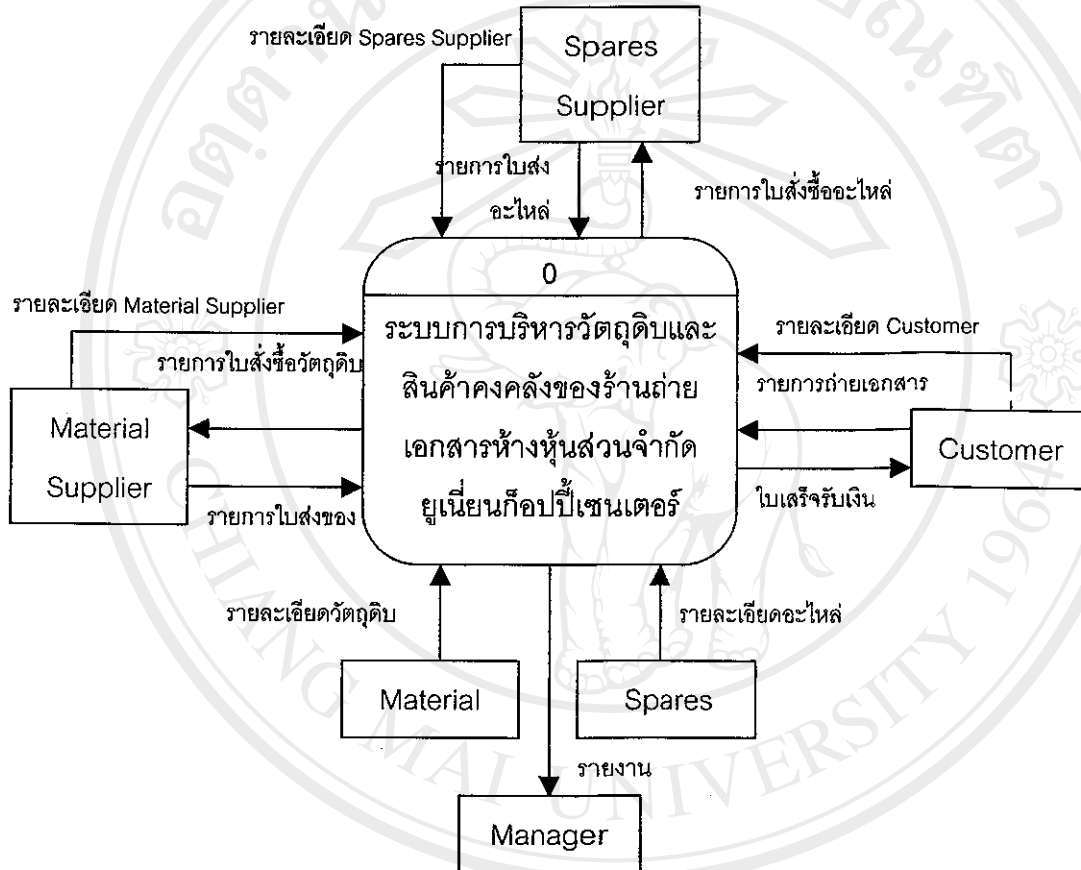 รายละเอียด Spares Supplier
Spares
Supplier
รายการใบส่ง
อะไหล่
รายการใบสั่งซื้ออะไหล่
0
ระบบการบริหารวัตถุดิบและ
สินค้าคงคลังของร้านถ่าย
เอกสารห้างหุ้นส่วนจำกัด
ยูเนี่ยนก็อปปี้เซนเตอร์
รายละเอียด Material Supplier
รายการใบสั่งซื้อวัตถุดิบ
Material
Supplier
รายการใบส่งของ
รายละเอียด Customer
รายการถ่ายเอกสาร
Customer
ใบเสร็จรับเงิน
รายละเอียดวัตถุดิบ
รายละเอียดอะไหล่
Material
Spares
รายงาน
Manager
CHIANG MAI UNIVERSITY 1964